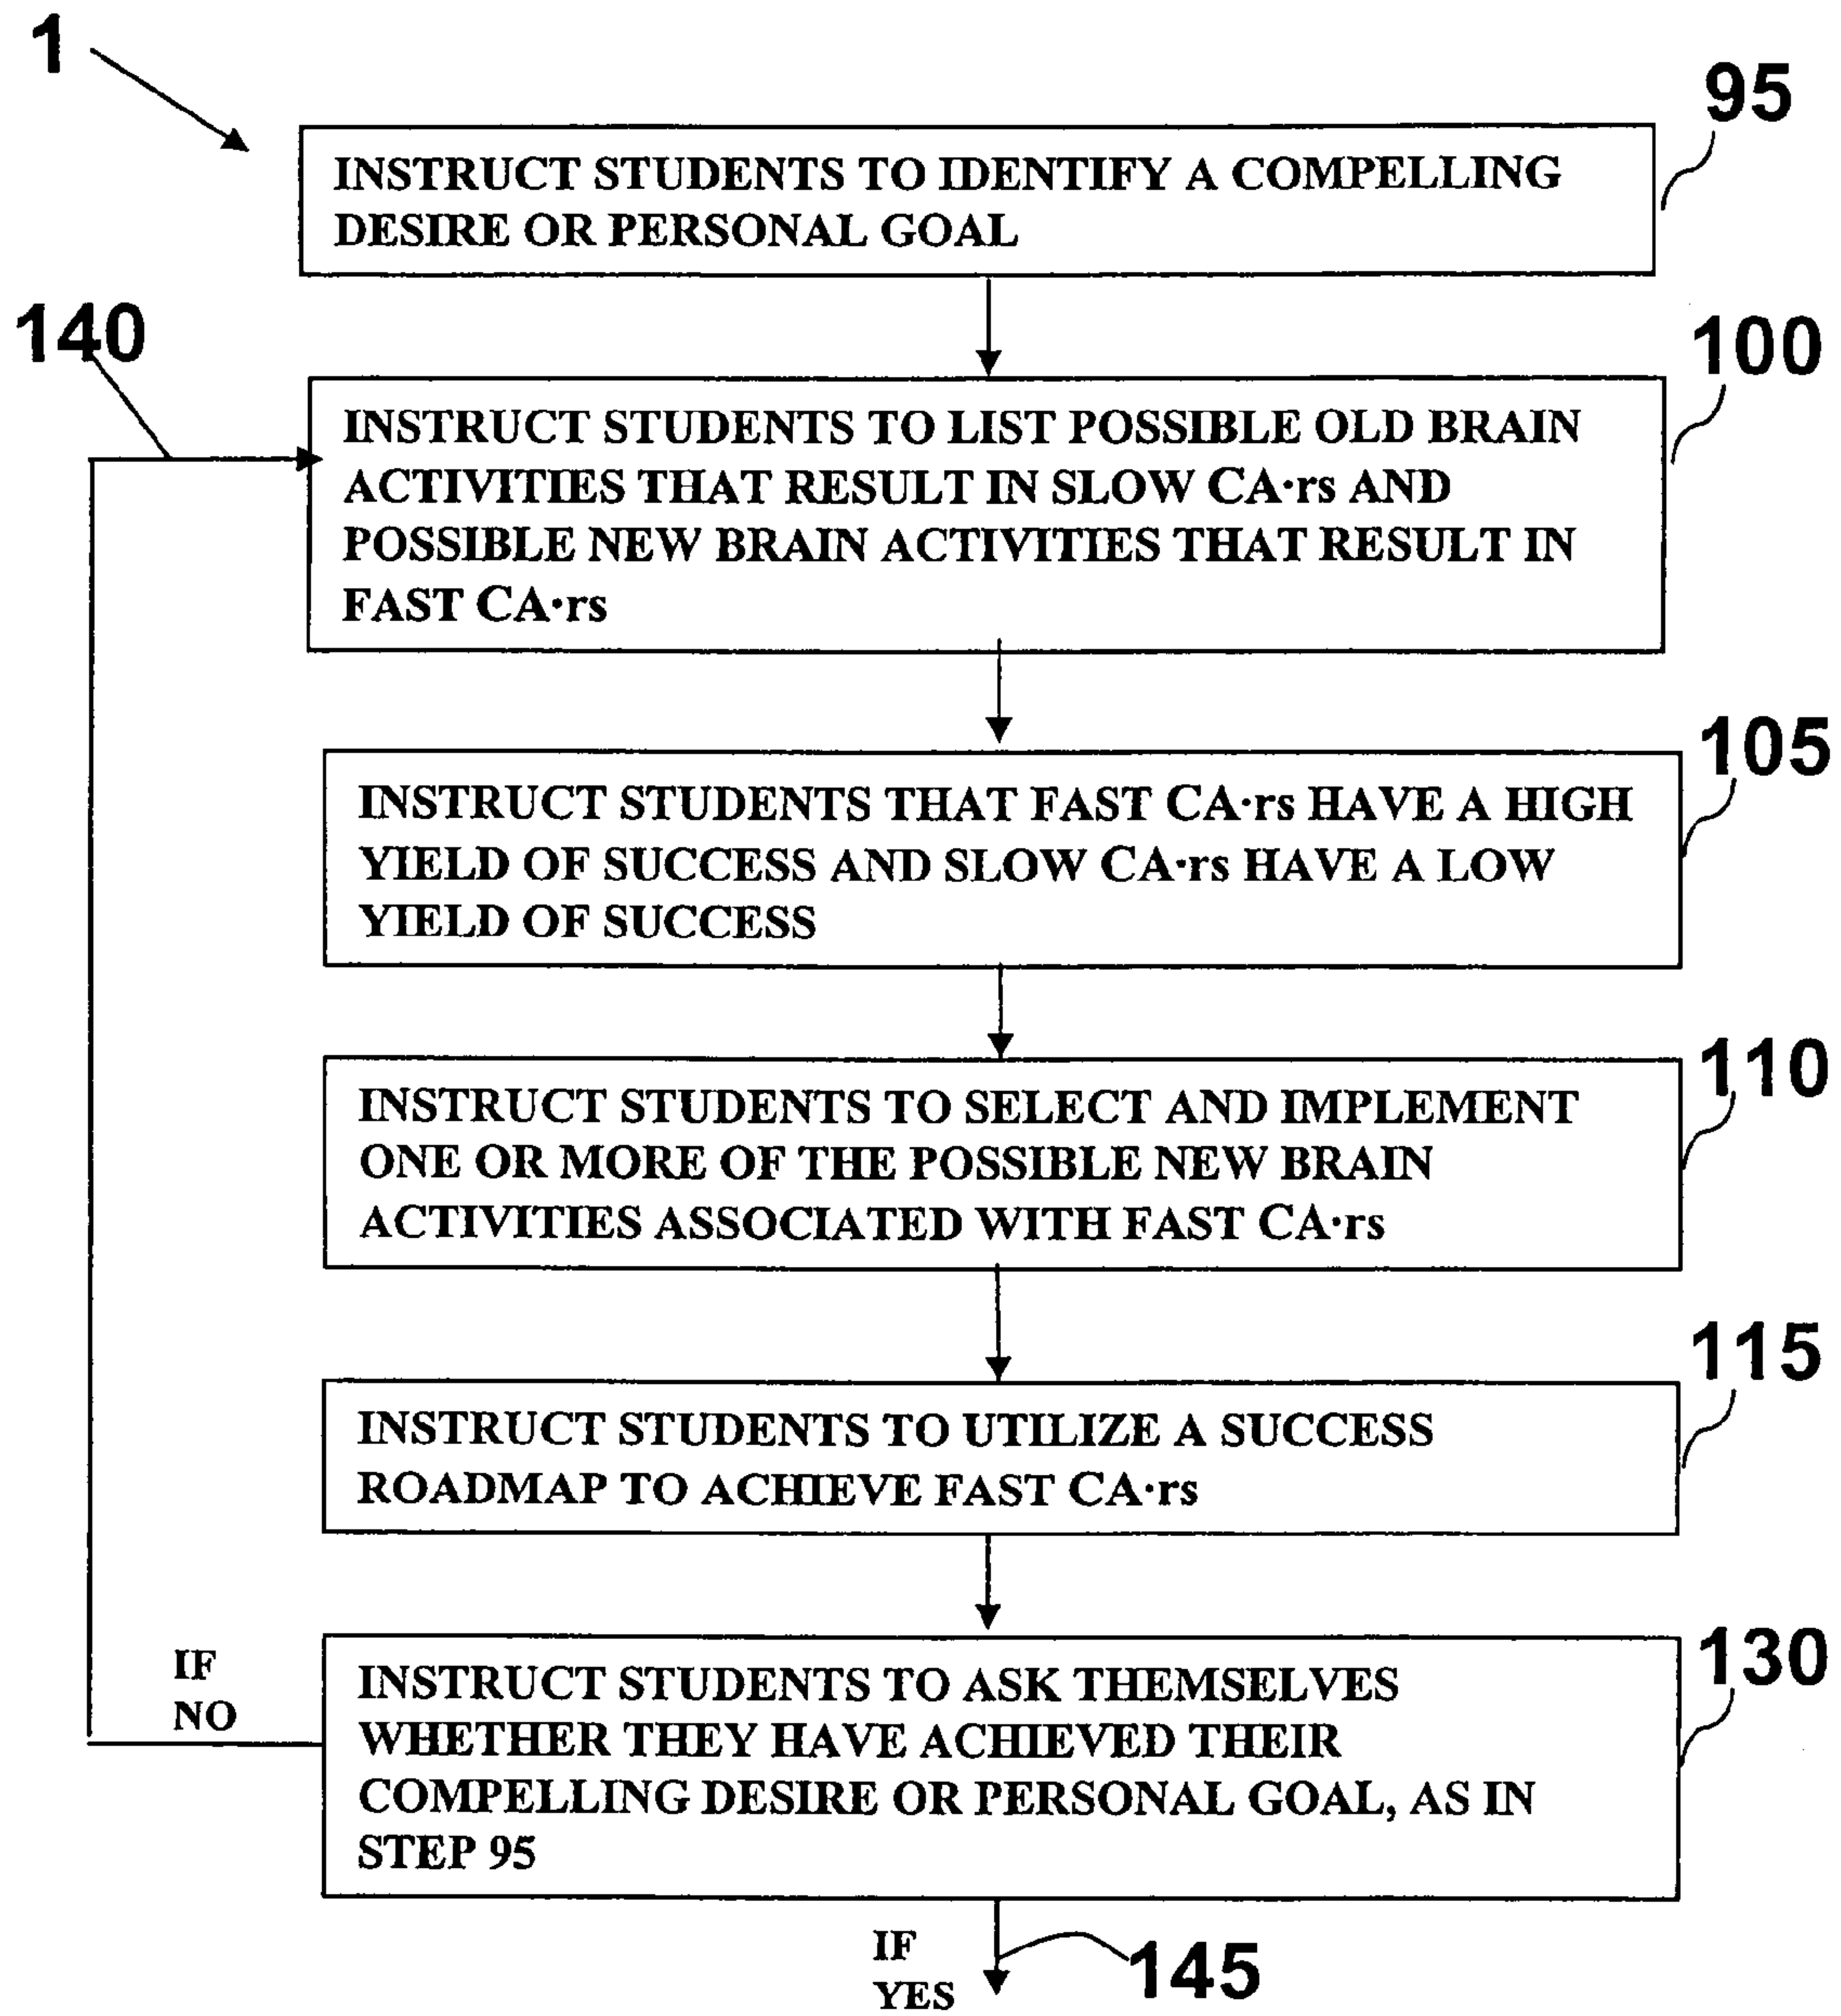 1
95
INSTRUCT STUDENTS TO IDENTIFY A COMPELLING
DESIRE OR PERSONAL GOAL
140
100
INSTRUCT STUDENTS TO LIST POSSIBLE OLD BRAIN
ACTIVITIES THAT RESULT IN SLOW CA·rs AND
POSSIBLE NEW BRAIN ACTIVITIES THAT RESULT IN
FAST CA·rs
105
INSTRUCT STUDENTS THAT FAST CA·rs HAVE A HIGH
YIELD OF SUCCESS AND SLOW CA·rs HAVE A LOW
YIELD OF SUCCESS
110
INSTRUCT STUDENTS TO SELECT AND IMPLEMENT
ONE OR MORE OF THE POSSIBLE NEW BRAIN
ACTIVITIES ASSOCIATED WITH FAST CA·rs
115
INSTRUCT STUDENTS TO UTILIZE A SUCCESS
ROADMAP TO ACHIEVE FAST CA·rs
130
IF
NO
INSTRUCT STUDENTS TO ASK THEMSELVES
WHETHER THEY HAVE ACHIEVED THEIR
COMPELLING DESIRE OR PERSONAL GOAL, AS IN
STEP 95
IF
YES
145